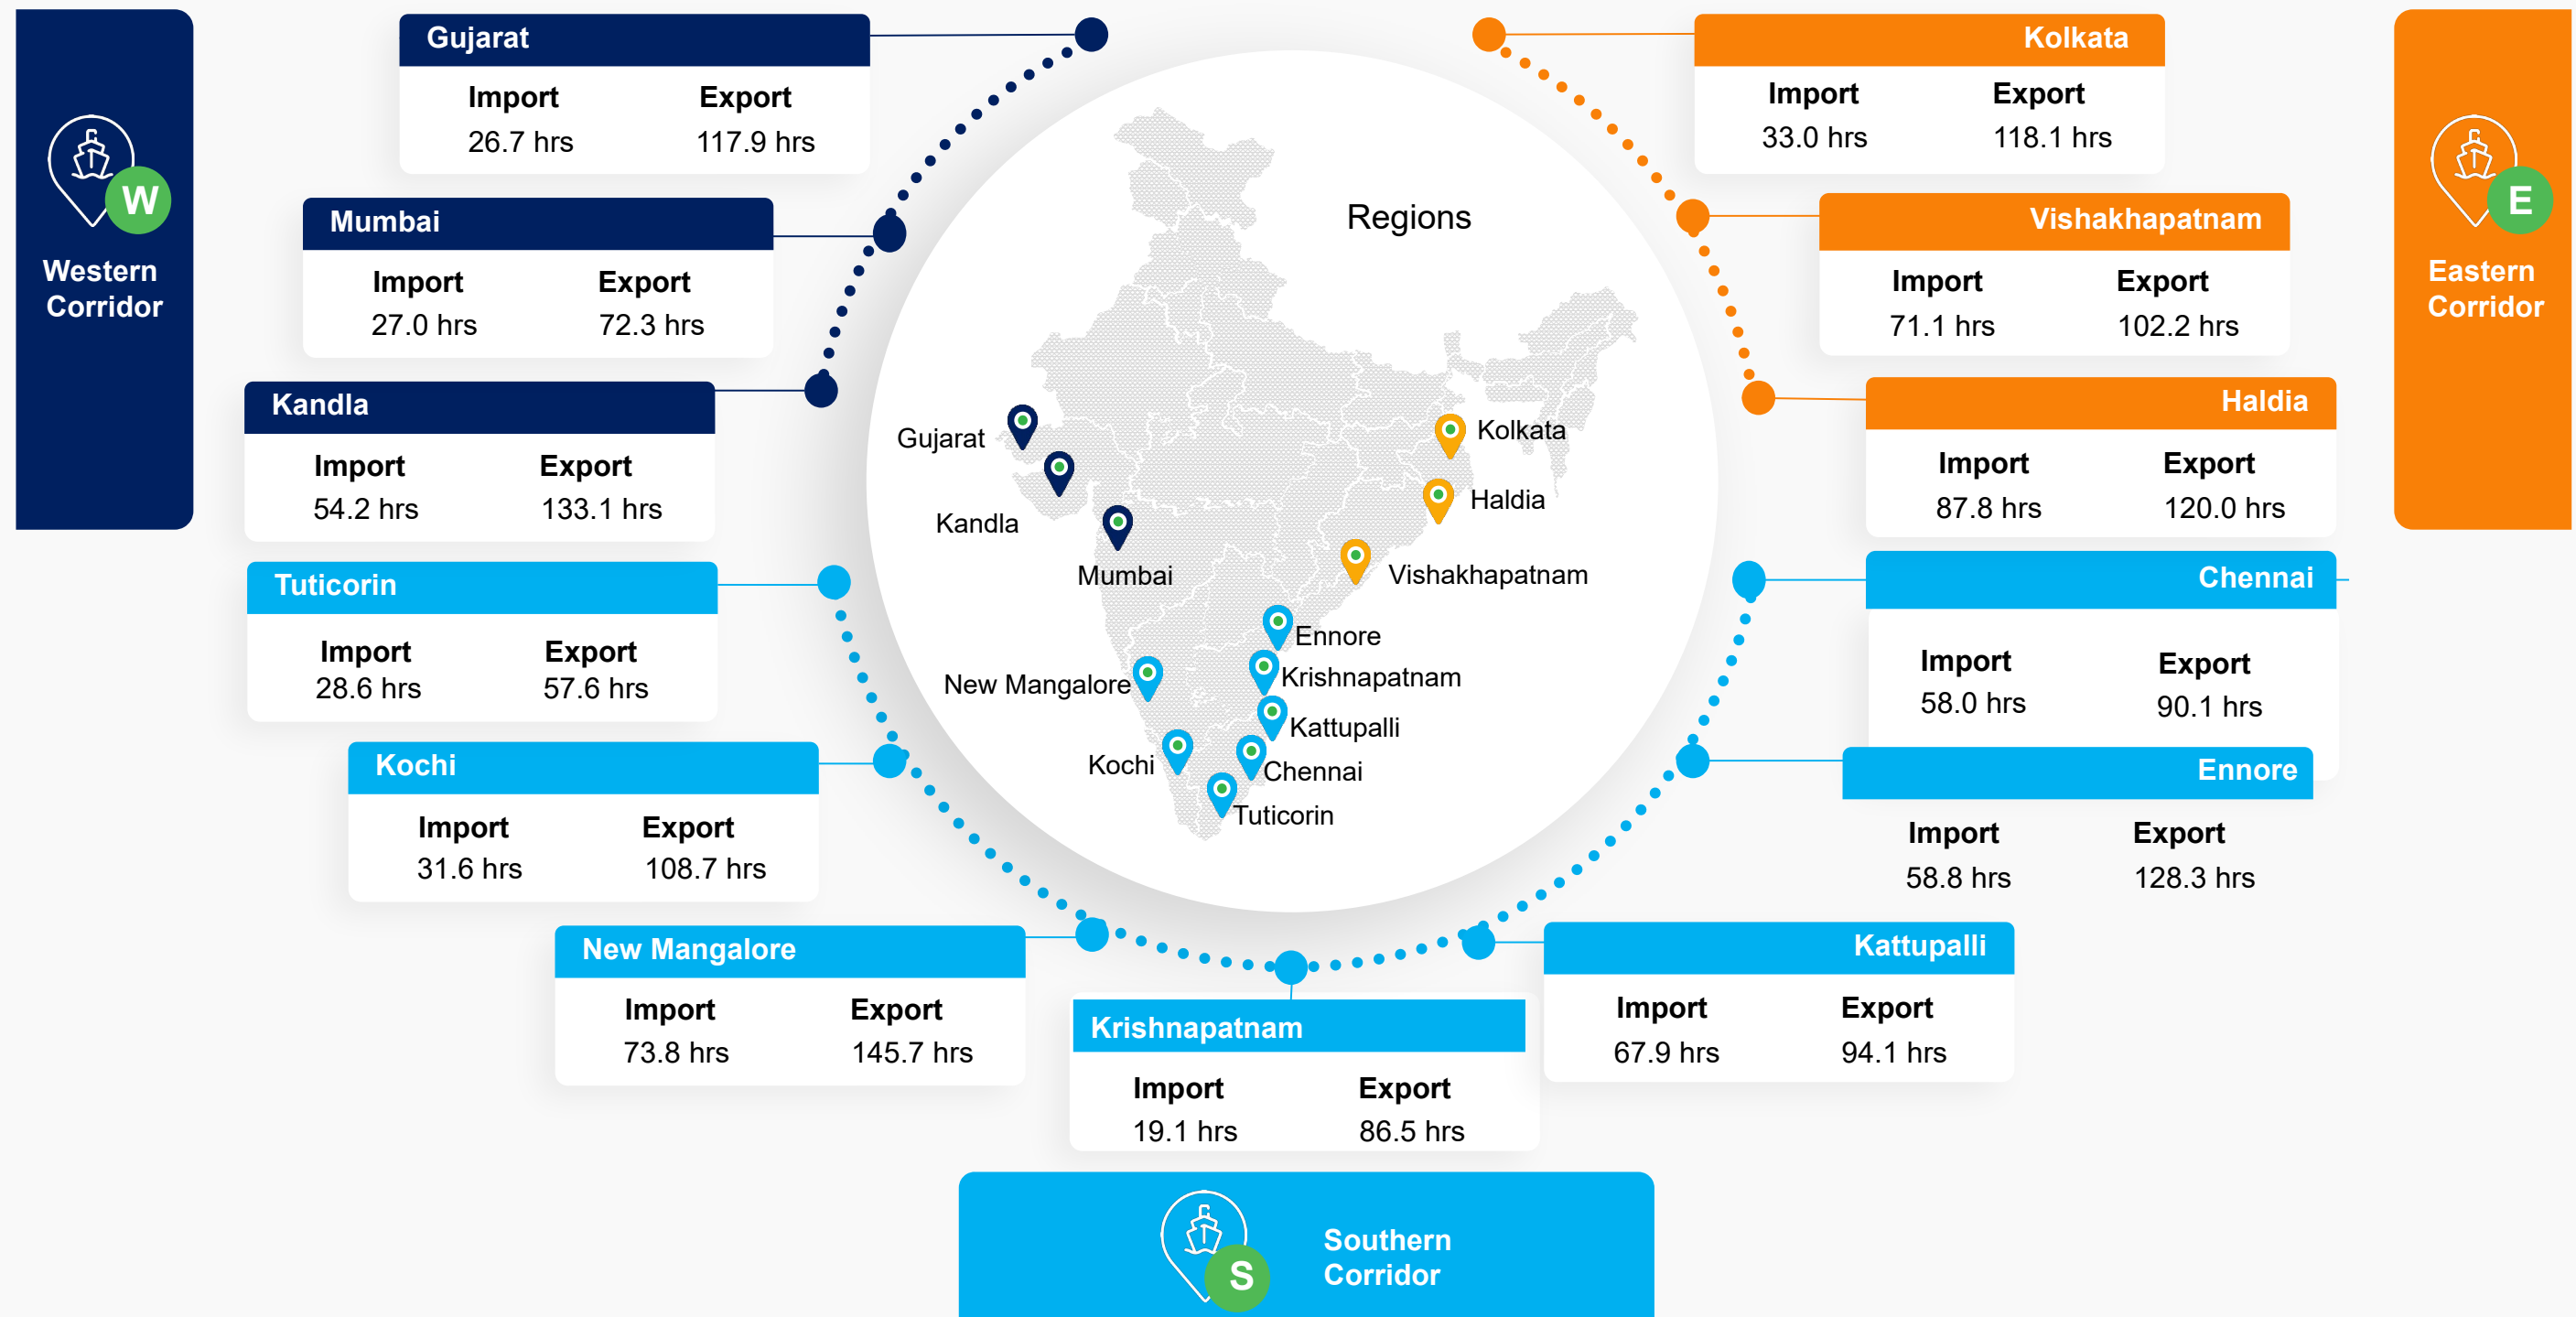 W
Western
Corridor
Gujarat
Import Export
26.7 hrs 117.9 hrs
Mumbai
Import Export
27.0 hrs 72.3 hrs
Kandla
Import Export
54.2 hrs 133.1 hrs
Tuticorin
Import Export
28.6 hrs 57.6 hrs
Kochi
Import Export
31.6 hrs 108.7 hrs
New Mangalore
Import Export
73.8 hrs 145.7 hrs
Krishnapatnam
Import Export
19.1 hrs 86.5 hrs
Regions
Gujarat
Kandla
Mumbai
Kolkata
Haldia
Vishakhapatnam
Ennore
Krishnapatnam
New Mangalore
Kattupalli
Kochi
Chennai
Tuticorin
Kolkata
Import Export
33.0 hrs 118.1 hrs
Vishakhapatnam
Import Export
71.1 hrs 102.2 hrs
Haldia
Import Export
87.8 hrs 120.0 hrs
Chennai
Import Export
58.0 hrs 90.1 hrs
Ennore
Import Export
58.8 hrs 128.3 hrs
Kattupalli
Import Export
67.9 hrs 94.1 hrs
E
Eastern
Corridor
S
Southern
Corridor